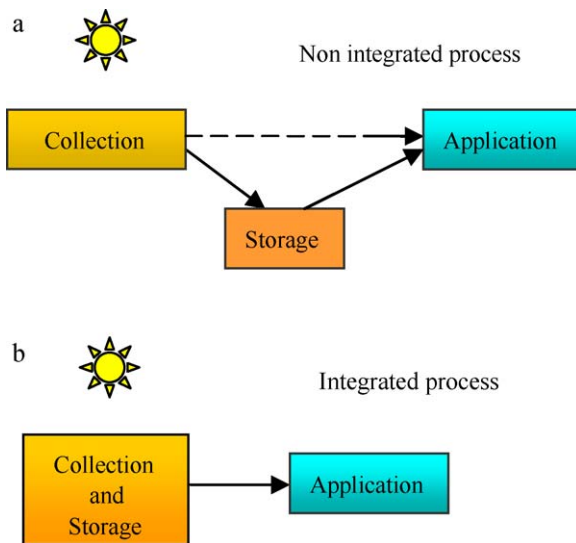 a
Non integrated process
Collection
Application
Storage
b
Integrated process
Collection
and
Storage
Application